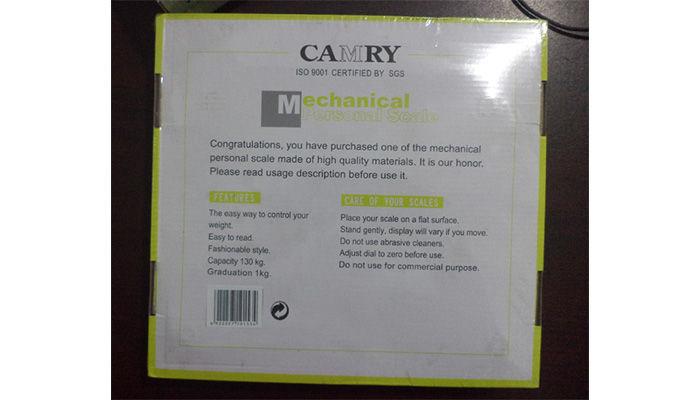 CAMRY
ISO 9001 CERTIFIED BY SGS
Mechanical
Personal Scale
Congratulations, you have purchased one of the mechanical
personal scale made of high quality materials. It is our honor.
Please read usage description before use it.
FEATURES
The easy way to control your
weight.
Easy to read.
Fashionable style.
Capacity 130 kg.
Graduation 1kg.
CARE OF YOUR SCALES
Place your scale on a flat surface.
Stand gently, display will vary if you move.
Do not use abrasive cleaners.
Adjust dial to zero before use.
Do not use for commercial purpose.